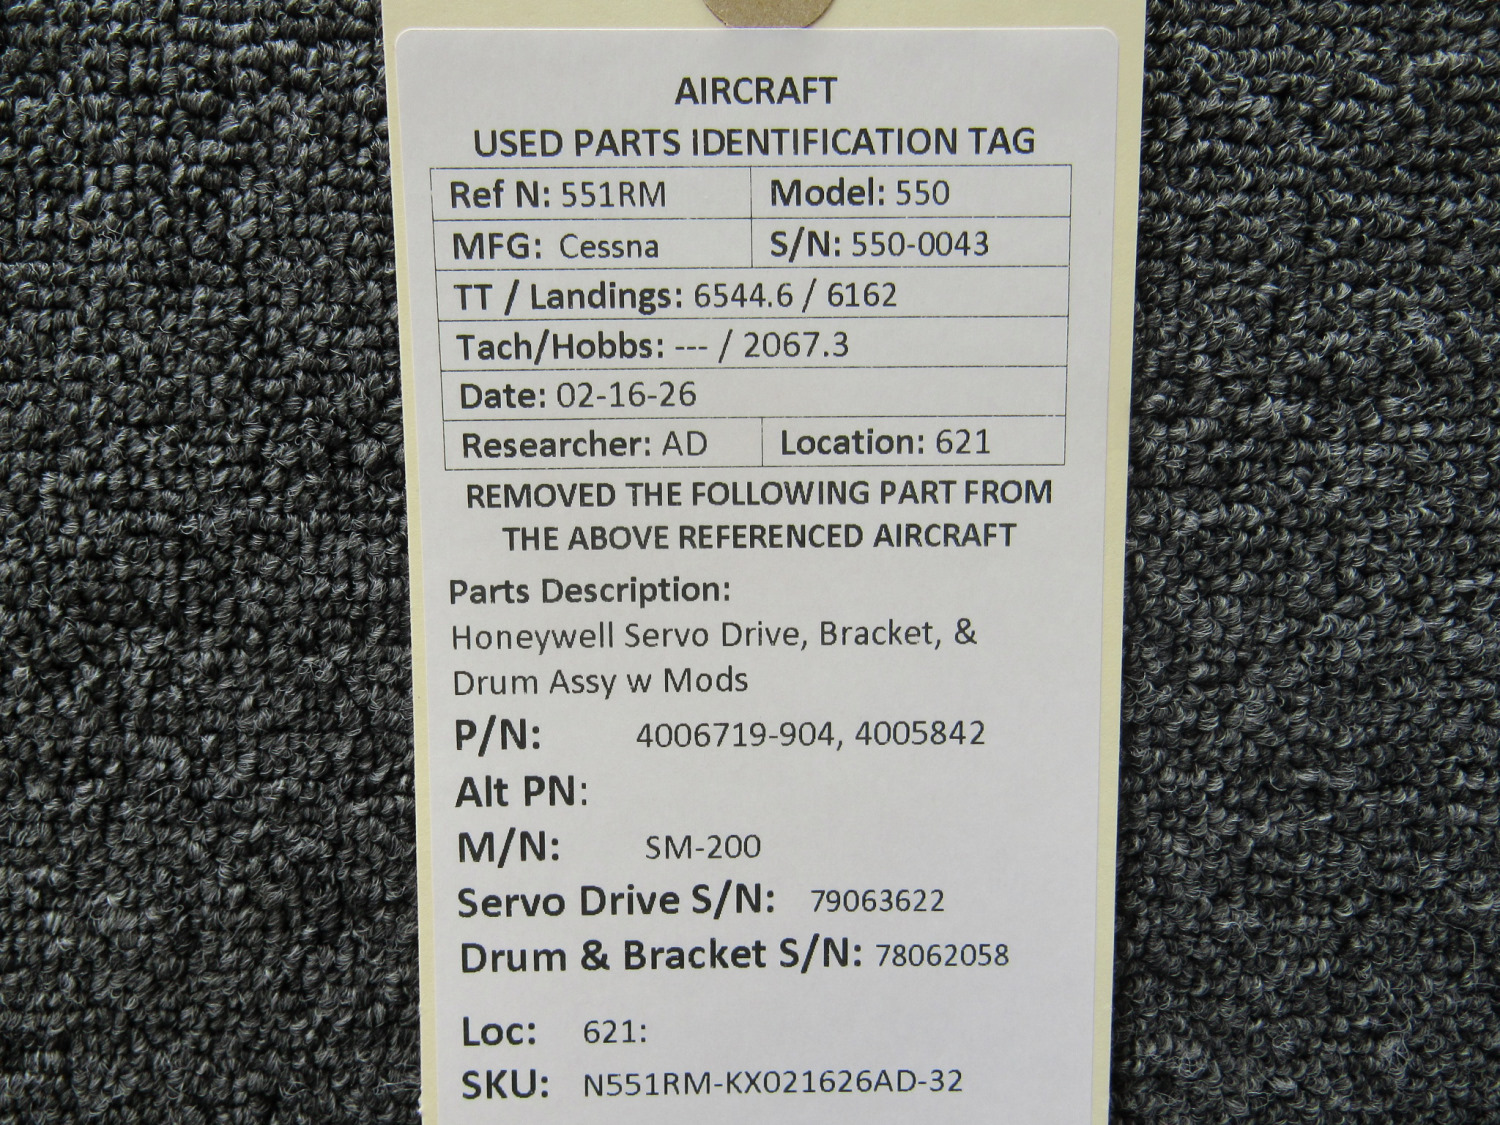 AIRCRAFT
USED PARTS IDENTIFICATION TAG
Ref N: 551RM Model: 550
MFG: Cessna S/N: 550-0043
TT / Landings: 6544.6 / 6162
Tach/Hobbs: --- / 2067.3
Date: 02-16-26
Researcher: AD Location: 621
REMOVED THE FOLLOWING PART FROM
THE ABOVE REFERENCED AIRCRAFT
Parts Description:
Honeywell Servo Drive, Bracket, &
Drum Assy w Mods
P/N: 4006719-904, 4005842
Alt PN:
M/N: SM-200
Servo Drive S/N: 79063622
Drum & Bracket S/N: 78062058
Loc: 621:
SKU: N551RM-KX021626AD-32